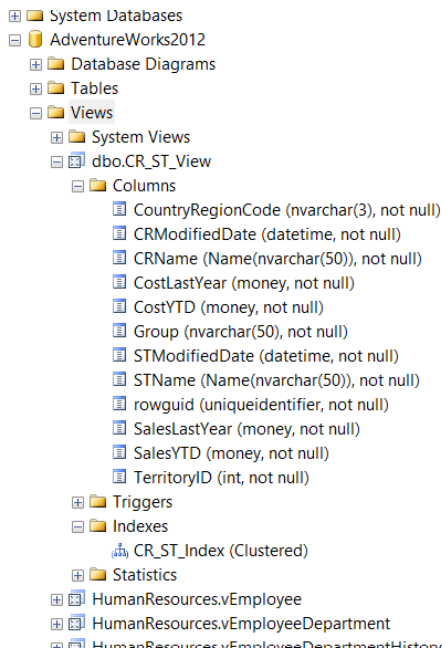 System Databases
AdventureWorks2012
Database Diagrams
Tables
Views
System Views
dbo.CR_ST_View
Columns
CountryRegionCode (nvarchar(3), not null)
CRModifiedDate (datetime, not null)
CRName (Name(nvarchar(50)), not null)
CostLastYear (money, not null)
CostYTD (money, not null)
Group (nvarchar(50), not null)
STModifiedDate (datetime, not null)
STName (Name(nvarchar(50)), not null)
rowguid (uniqueidentifier, not null)
SalesLastYear (money, not null)
SalesYTD (money, not null)
TerritoryID (int, not null)
Triggers
Indexes
CR_ST_Index (Clustered)
Statistics
HumanResources.vEmployee
HumanResources.vEmployeeDepartment
HumanResources.vEmployeeDepartmentHistory